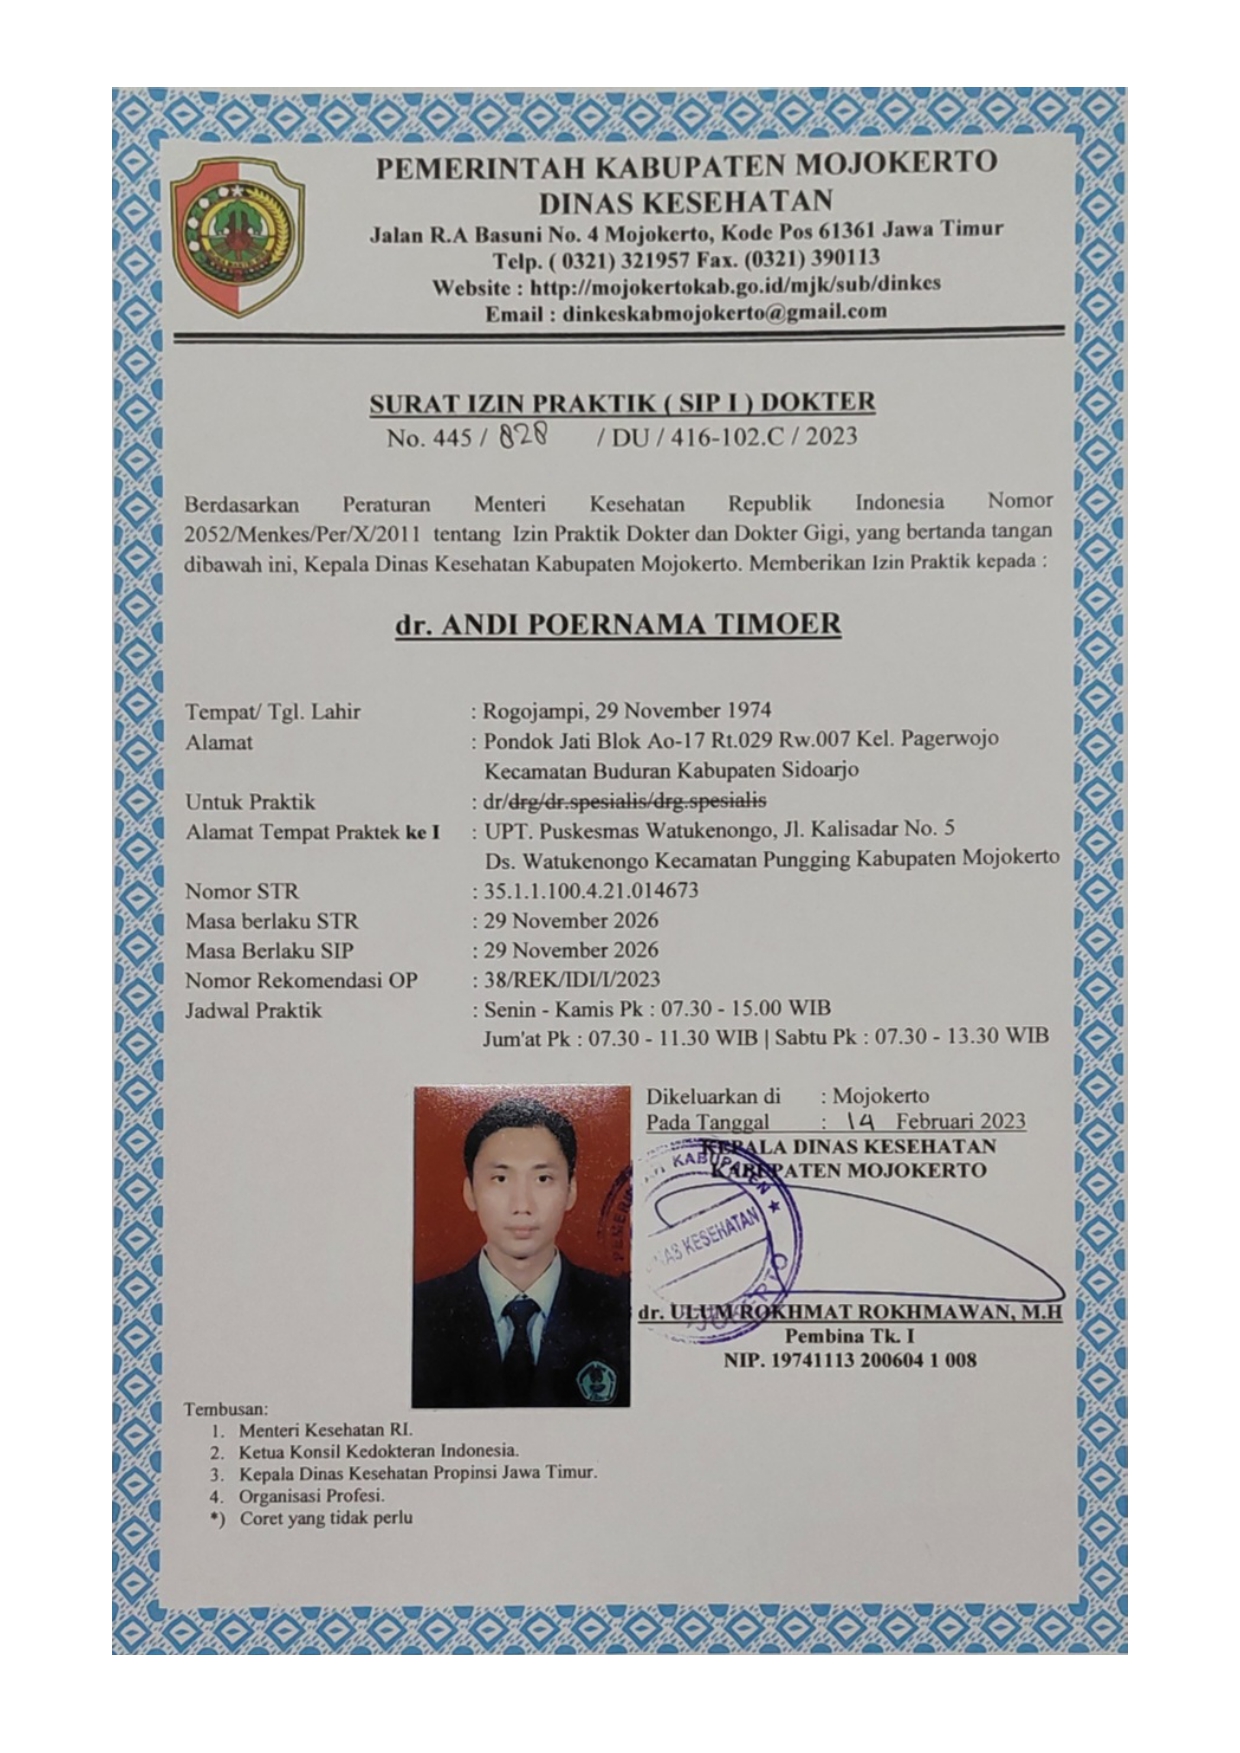 PEMERINTAH KABUPATEN MOJOKERTO
DINAS KESEHATAN
Jalan R.A Basuni No. 4 Mojokerto, Kode Pos 61361 Jawa Timur
Telp. ( 0321) 321957 Fax. (0321) 390113
Website : http://mojokertokab.go.id/mjk/sub/dinkes
Email : dinkeskabmojokerto@gmail.com
SURAT IZIN PRAKTIK ( SIP I ) DOKTER
No. 445 / 828 / DU / 416-102.C / 2023
Berdasarkan Peraturan Menteri Kesehatan Republik Indonesia Nomor
2052/Menkes/Per/X/2011 tentang Izin Praktik Dokter dan Dokter Gigi, yang bertanda tangan
dibawah ini, Kepala Dinas Kesehatan Kabupaten Mojokerto. Memberikan Izin Praktik kepada :
dr. ANDI POERNAMA TIMOER
Tempat/ Tgl. Lahir : Rogojampi, 29 November 1974
Alamat : Pondok Jati Blok Ao-17 Rt.029 Rw.007 Kel. Pagerwojo
Kecamatan Buduran Kabupaten Sidoarjo
Untuk Praktik : dr/drg/dr.spesialis/drg.spesialis
Alamat Tempat Praktek ke I : UPT. Puskesmas Watukenongo, Jl. Kalisadar No. 5
Ds. Watukenongo Kecamatan Pungging Kabupaten Mojokerto
Nomor STR : 35.1.1.100.4.21.014673
Masa berlaku STR : 29 November 2026
Masa Berlaku SIP : 29 November 2026
Nomor Rekomendasi OP : 38/REK/IDI/I/2023
Jadwal Praktik : Senin - Kamis Pk : 07.30 - 15.00 WIB
Jum'at Pk : 07.30 - 11.30 WIB | Sabtu Pk : 07.30 - 13.30 WIB
Dikeluarkan di : Mojokerto
Pada Tanggal : 14 Februari 2023
KEPALA DINAS KESEHATAN
KABUPATEN MOJOKERTO
KABUPATEN
DINAS KESEHATAN
dr. ULUM ROKHMAT ROKHMAWAN, M.H
Pembina Tk. I
NIP. 19741113 200604 1 008
Tembusan:
1. Menteri Kesehatan RI.
2. Ketua Konsil Kedokteran Indonesia.
3. Kepala Dinas Kesehatan Propinsi Jawa Timur.
4. Organisasi Profesi.
*) Coret yang tidak perlu